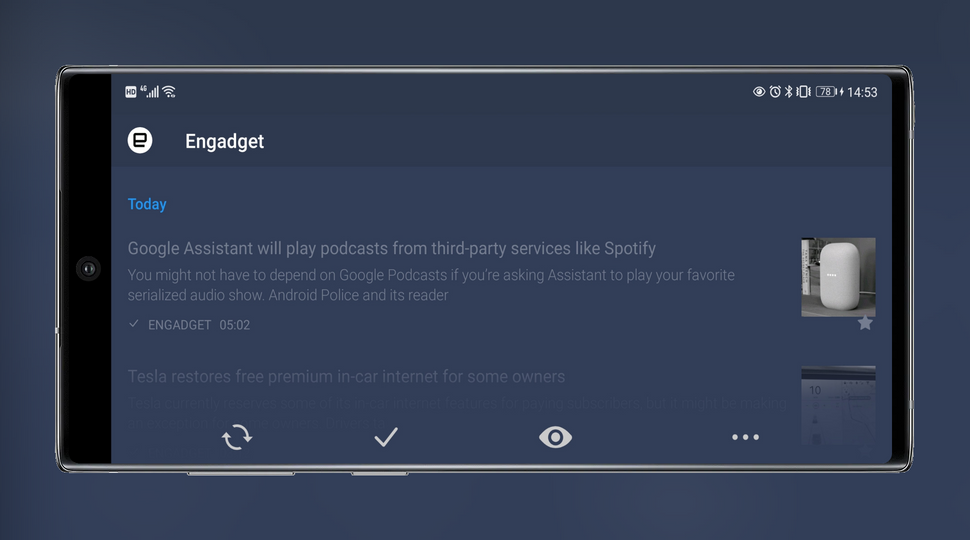 HD 4G 78 14:53
Engadget
Today
Google Assistant will play podcasts from third-party services like Spotify
You might not have to depend on Google Podcasts if you're asking Assistant to play your favorite
serialized audio show. Android Police and its reader
ENGADGET 05:02
Tesla restores free premium in-car internet for some owners
10